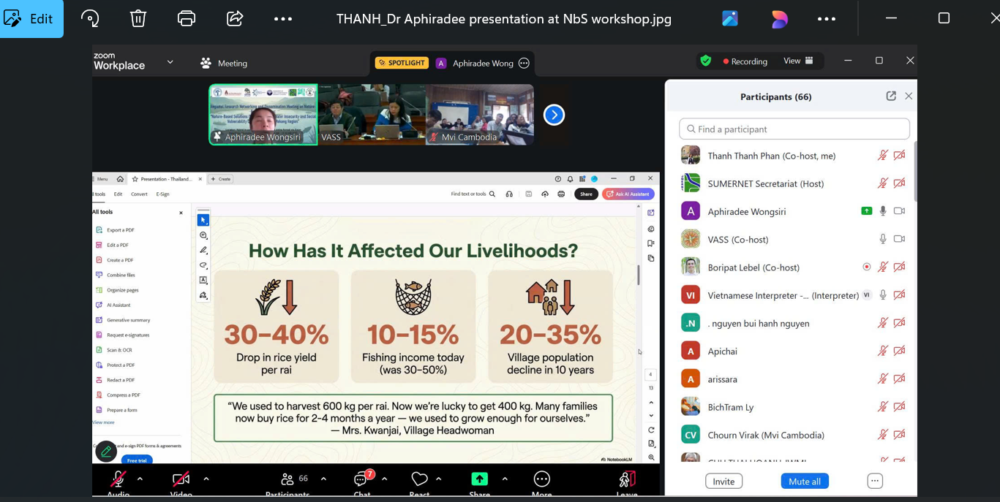 Edit
THANH_Dr Aphiradee presentation at NbS workshop.jpg
zoom
Workplace
Meeting
SPOTLIGHT
A
Aphiradee Wong
Recording
View
"Nature-Based Solutions
Aphiradee Wongsiri
VASS
Mvi Cambodia
Participants (66)
Find a participant
Thanh Thanh Phan (Co-host, me)
SUMERNET Secretariat (Host)
A
Aphiradee Wongsiri
VASS (Co-host)
Boripat Lebel (Co-host)
VI
Vietnamese Interpreter -... (Interpreter)
VI
.N
. nguyen bui hanh nguyen
A
Apichai
A
arissara
BichTram Ly
CV
Chourn Virak (Mvi Cambodia)
Invite
Mute all
Menu
Presentation - Thailand...
Create
All tools
Edit
Convert
E-Sign
Find text or tools
Share
Ask AI Assistant
All tools
Export a PDF
Edit a PDF
Create a PDF
Combine files
Organize pages
AI Assistant
Generative summary
Request e-signatures
Scan & OCR
Protect a PDF
Redact a PDF
Compress a PDF
Prepare a form
View more
and e-sign PDF forms & agreements
Free trial
How Has It Affected Our Livelihoods?
30–40%
Drop in rice yield
per rai
10–15%
Fishing income today
(was 30–50%)
20–35%
Village population
decline in 10 years
"We used to harvest 600 kg per rai. Now we're lucky to get 400 kg. Many families
now buy rice for 2-4 months a year — we used to grow enough for ourselves."
— Mrs. Kwanjai, Village Headwoman
NotebookLM
4
13
Audio
Video
66
Participants
7
Chat
React
Share
More
Leave